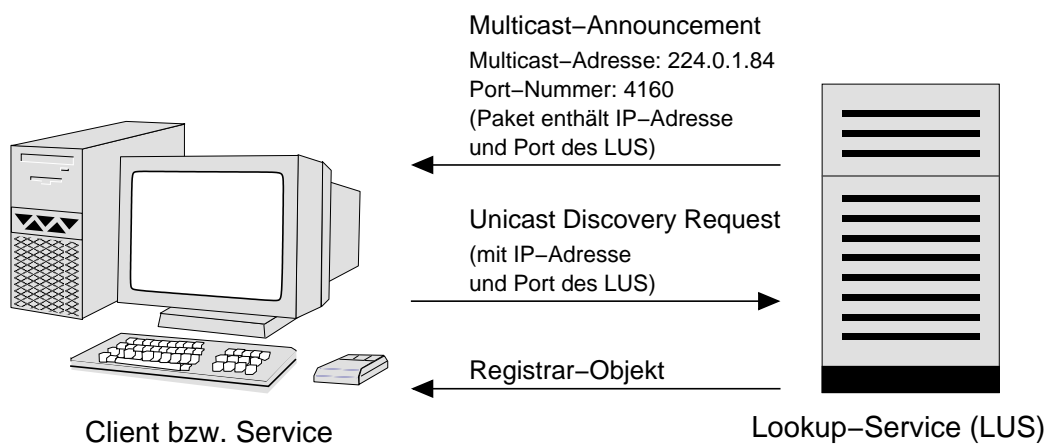 Multicast−Announcement
Multicast−Adresse: 224.0.1.84
Port−Nummer: 4160
(Paket enthält IP−Adresse
und Port des LUS)
Unicast Discovery Request
(mit IP−Adresse
und Port des LUS)
Registrar−Objekt
Client bzw. Service
Lookup−Service (LUS)